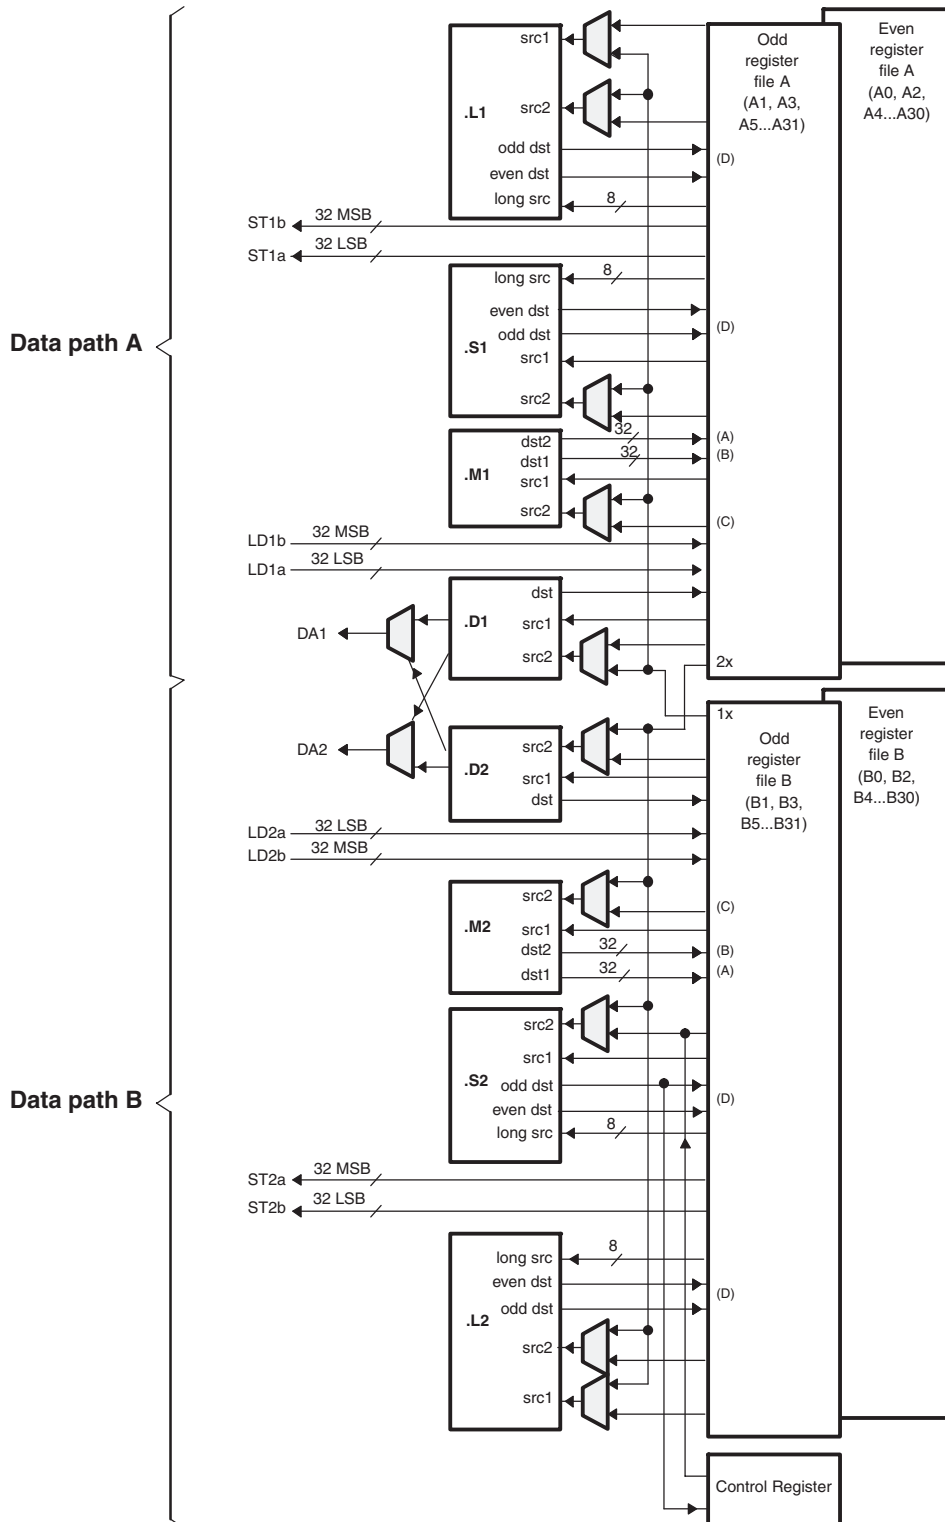 Data path A
ST1b
32 MSB
ST1a
32 LSB
LD1b
32 MSB
LD1a
32 LSB
DA1
.L1
src1
src2
odd dst
even dst
long src
8
.S1
long src
8
even dst
odd dst
src1
src2
.M1
dst2
32
dst1
32
src1
src2
.D1
dst
src1
src2
Odd
register
file A
(A1, A3,
A5...A31)
(D)
(D)
(A)
(B)
(C)
2x
Even
register
file A
(A0, A2,
A4...A30)
Data path B
DA2
LD2a
32 LSB
LD2b
32 MSB
ST2a
32 MSB
ST2b
32 LSB
.D2
src2
src1
dst
.M2
src2
src1
dst2
32
dst1
32
.S2
src2
src1
odd dst
even dst
long src
8
.L2
long src
8
even dst
odd dst
src2
src1
1x
Odd
register
file B
(B1, B3,
B5...B31)
(C)
(B)
(A)
(D)
(D)
Even
register
file B
(B0, B2,
B4...B30)
Control Register